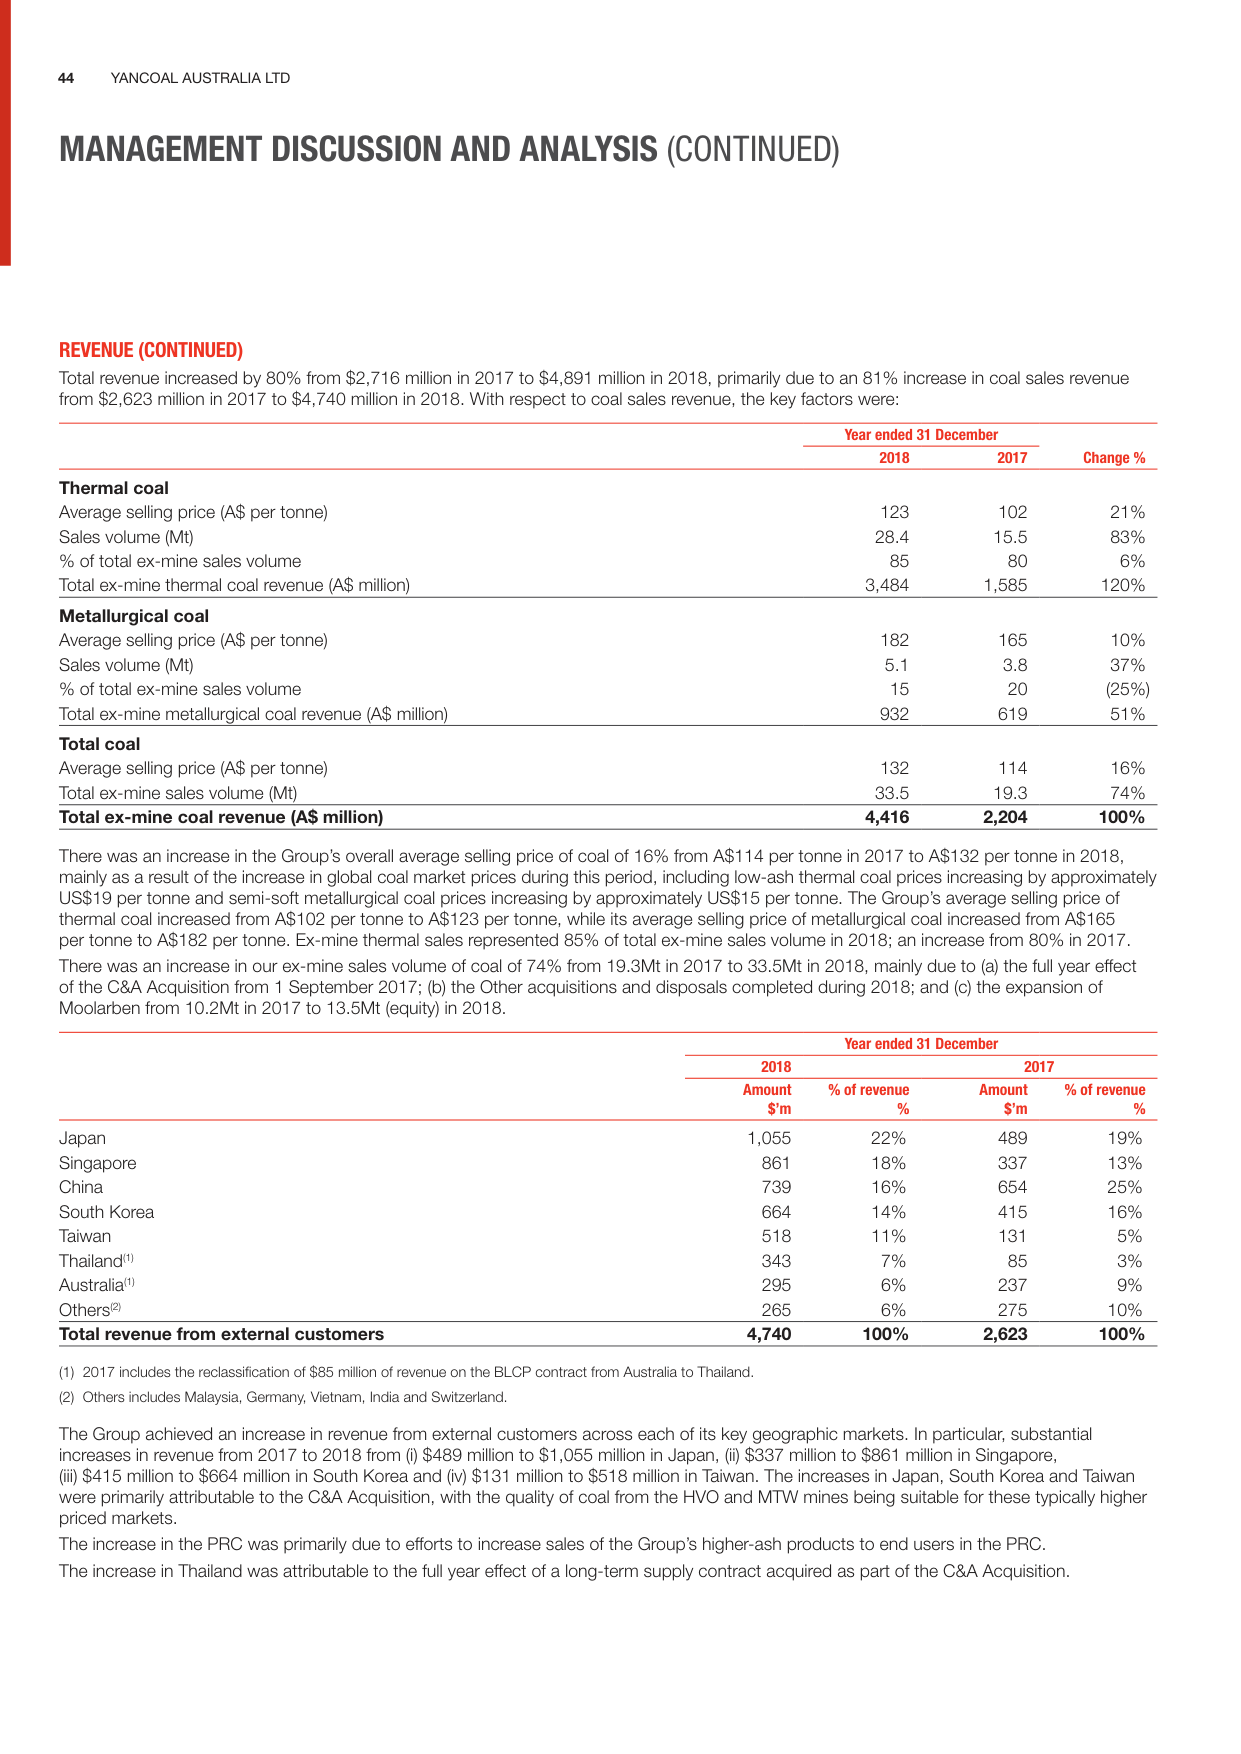 44 YANCOAL AUSTRALIA LTD
MANAGEMENT DISCUSSION AND ANALYSIS (CONTINUED)
REVENUE (CONTINUED)
Total revenue increased by 80% from $2,716 million in 2017 to $4,891 million in 2018, primarily due to an 81% increase in coal sales revenue
from $2,623 million in 2017 to $4,740 million in 2018. With respect to coal sales revenue, the key factors were:
Year ended 31 December
2018 2017 Change %
Thermal coal
Average selling price (A$ per tonne) 123 102 21%
Sales volume (Mt) 28.4 15.5 83%
% of total ex-mine sales volume 85 80 6%
Total ex-mine thermal coal revenue (A$ million) 3,484 1,585 120%
Metallurgical coal
Average selling price (A$ per tonne) 182 165 10%
Sales volume (Mt) 5.1 3.8 37%
% of total ex-mine sales volume 15 20 (25%)
Total ex-mine metallurgical coal revenue (A$ million) 932 619 51%
Total coal
Average selling price (A$ per tonne) 132 114 16%
Total ex-mine sales volume (Mt) 33.5 19.3 74%
Total ex-mine coal revenue (A$ million) 4,416 2,204 100%
There was an increase in the Group's overall average selling price of coal of 16% from A$114 per tonne in 2017 to A$132 per tonne in 2018,
mainly as a result of the increase in global coal market prices during this period, including low-ash thermal coal prices increasing by approximately
US$19 per tonne and semi-soft metallurgical coal prices increasing by approximately US$15 per tonne. The Group's average selling price of
thermal coal increased from A$102 per tonne to A$123 per tonne, while its average selling price of metallurgical coal increased from A$165
per tonne to A$182 per tonne. Ex-mine thermal sales represented 85% of total ex-mine sales volume in 2018; an increase from 80% in 2017.
There was an increase in our ex-mine sales volume of coal of 74% from 19.3Mt in 2017 to 33.5Mt in 2018, mainly due to (a) the full year effect
of the C&A Acquisition from 1 September 2017; (b) the Other acquisitions and disposals completed during 2018; and (c) the expansion of
Moolarben from 10.2Mt in 2017 to 13.5Mt (equity) in 2018.
Year ended 31 December
2018 2017
Amount % of revenue Amount % of revenue
$'m % $'m %
Japan 1,055 22% 489 19%
Singapore 861 18% 337 13%
China 739 16% 654 25%
South Korea 664 14% 415 16%
Taiwan 518 11% 131 5%
Thailand(1) 343 7% 85 3%
Australia(1) 295 6% 237 9%
Others(2) 265 6% 275 10%
Total revenue from external customers 4,740 100% 2,623 100%
(1) 2017 includes the reclassification of $85 million of revenue on the BLCP contract from Australia to Thailand.
(2) Others includes Malaysia, Germany, Vietnam, India and Switzerland.
The Group achieved an increase in revenue from external customers across each of its key geographic markets. In particular, substantial
increases in revenue from 2017 to 2018 from (i) $489 million to $1,055 million in Japan, (ii) $337 million to $861 million in Singapore,
(iii) $415 million to $664 million in South Korea and (iv) $131 million to $518 million in Taiwan. The increases in Japan, South Korea and Taiwan
were primarily attributable to the C&A Acquisition, with the quality of coal from the HVO and MTW mines being suitable for these typically higher
priced markets.
The increase in the PRC was primarily due to efforts to increase sales of the Group's higher-ash products to end users in the PRC.
The increase in Thailand was attributable to the full year effect of a long-term supply contract acquired as part of the C&A Acquisition.